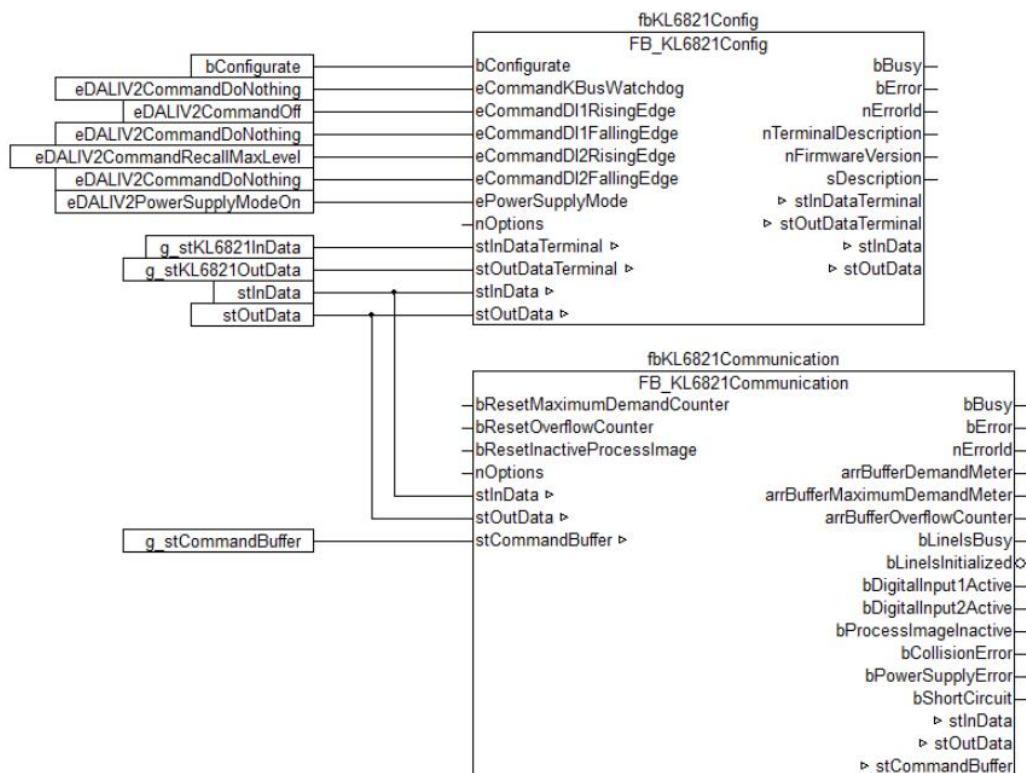 fbKL6821Config
FB_KL6821Config
bConfigurate bConfigurate bBusy
eDALIV2CommandDoNothing eCommandKBusWatchdog bError
eDALIV2CommandOff eCommandDI1RisingEdge nErrorId
eDALIV2CommandDoNothing eCommandDI1FallingEdge nTerminalDescription
eDALIV2CommandRecallMaxLevel eCommandDI2RisingEdge nFirmwareVersion
eDALIV2CommandDoNothing eCommandDI2FallingEdge sDescription
eDALIV2PowerSupplyModeOn ePowerSupplyMode stInDataTerminal
nOptions stOutDataTerminal
g_stKL6821InData stInDataTerminal stInData
g_stKL6821OutData stOutDataTerminal stOutData
stInData stInData
stOutData stOutData
fbKL6821Communication
FB_KL6821Communication
bResetMaximumDemandCounter bBusy
bResetOverflowCounter bError
bResetInactiveProcessImage nErrorId
nOptions arrBufferDemandMeter
stInData arrBufferMaximumDemandMeter
stOutData arrBufferOverflowCounter
g_stCommandBuffer stCommandBuffer bLineIsBusy
bLineIsInitialized
bDigitalInput1Active
bDigitalInput2Active
bProcessImageInactive
bCollisionError
bPowerSupplyError
bShortCircuit
stInData
stOutData
stCommandBuffer